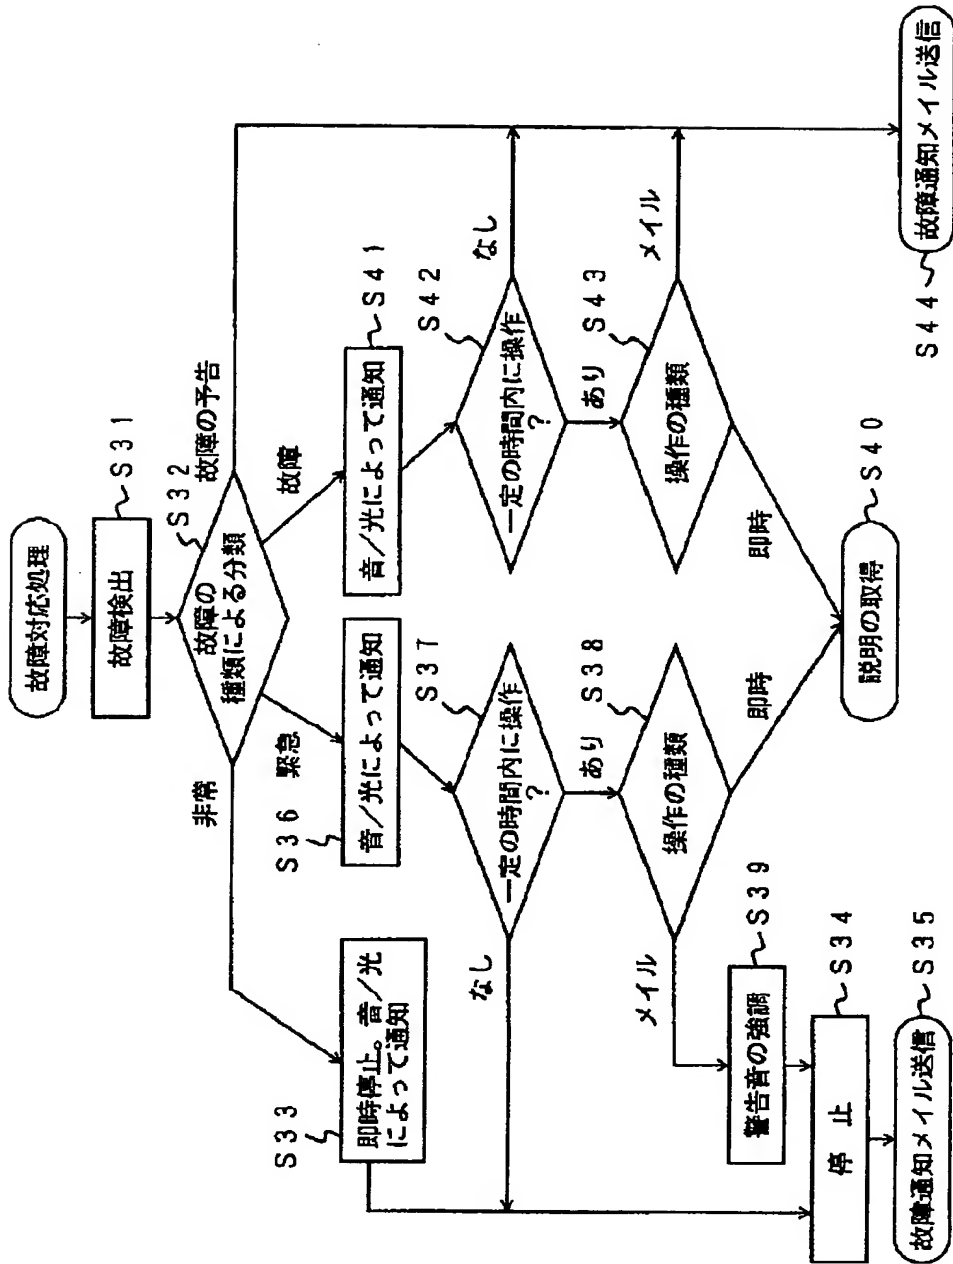 故障対応処理
故障検出
S31
S32
故障の
種類による分類
非常
緊急
故障
故障の予告
S33
即時停止。音／光
によって通知
S36
音／光によって通知
音／光によって通知
S41
S37
一定の時間内に操作
?
なし
あり
S42
一定の時間内に操作
?
なし
あり
S38
操作の種類
メイル
即時
S43
操作の種類
メイル
即時
警告音の強調
S39
停止
S34
説明の取得
S40
故障通知メイル送信
S35
S44
故障通知メイル送信